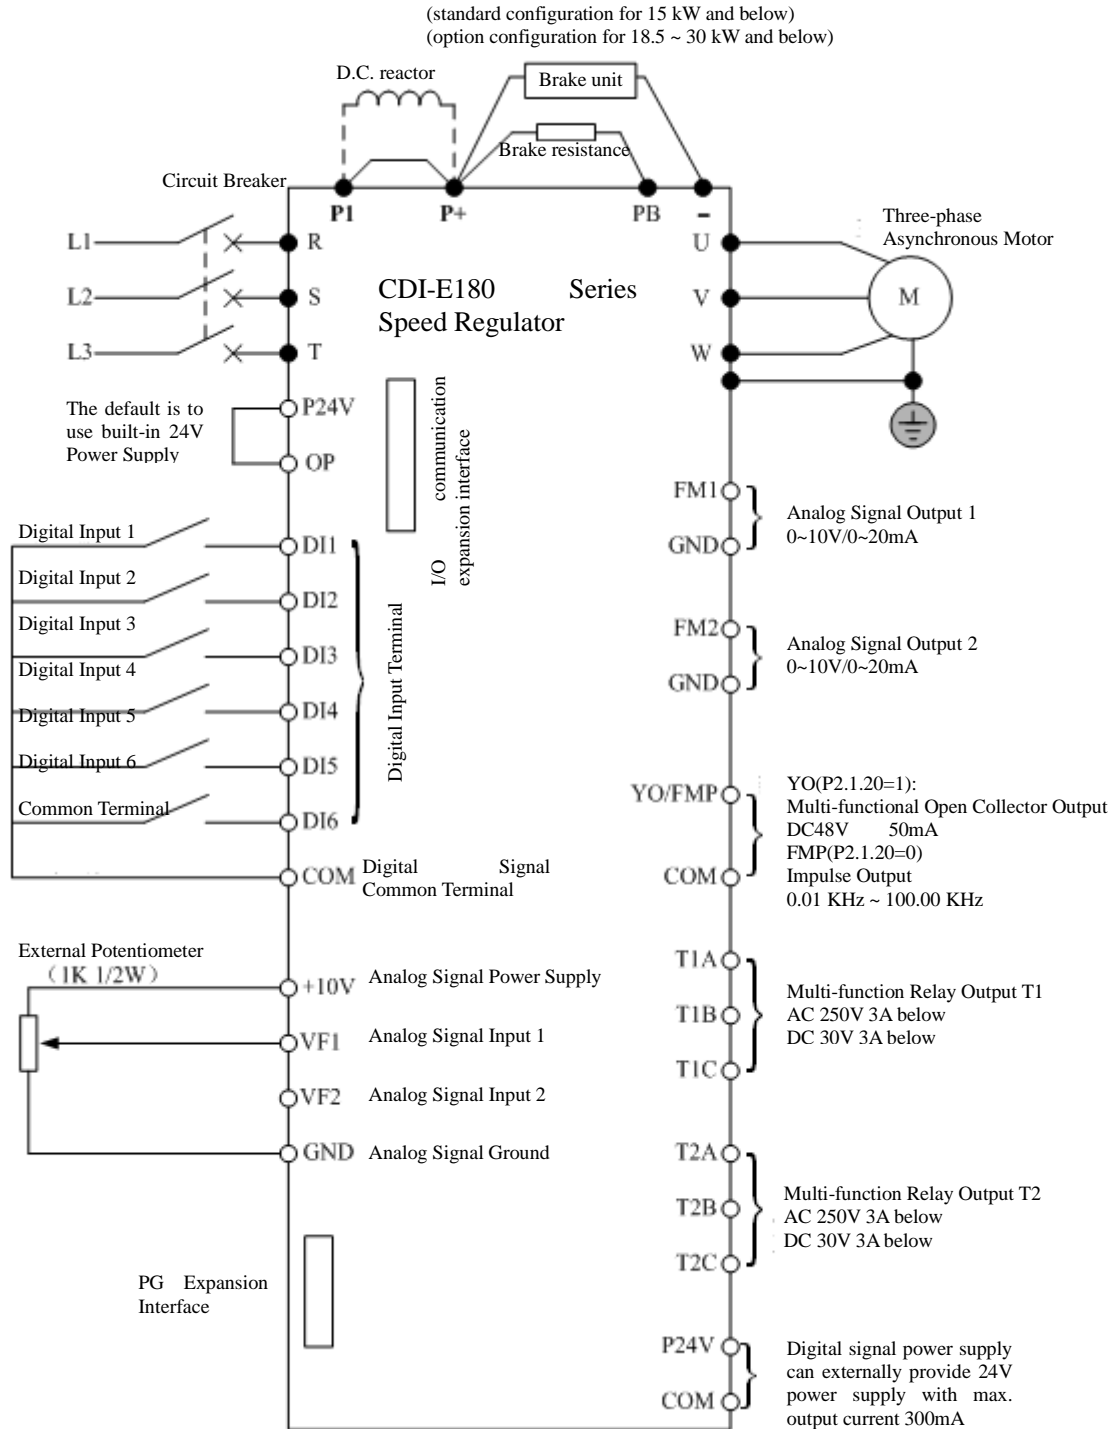 (standard configuration for 15 kW and below)
(option configuration for 18.5 ~ 30 kW and below)
D.C. reactor
Brake unit
Brake resistance
Circuit Breaker
P1
P+
PB
-
Three-phase
Asynchronous Motor
L1
R
U
L2
S
CDI-E180 Series
Speed Regulator
V
M
L3
T
W
The default is to
use built-in 24V
Power Supply
P24V
OP
I/O communication
expansion interface
FM1
GND
Analog Signal Output 1
0~10V/0~20mA
Digital Input 1
DI1
Digital Input 2
DI2
Digital Input 3
DI3
Digital Input 4
DI4
Digital Input 5
DI5
Digital Input 6
DI6
Common Terminal
Digital Input Terminal
FM2
GND
Analog Signal Output 2
0~10V/0~20mA
COM
Digital Signal
Common Terminal
YO/FMP
COM
YO(P2.1.20=1):
Multi-functional Open Collector Output
DC48V 50mA
FMP(P2.1.20=0)
Impulse Output
0.01 KHz ~ 100.00 KHz
External Potentiometer
(1K 1/2W)
+10V
Analog Signal Power Supply
VF1
Analog Signal Input 1
VF2
Analog Signal Input 2
GND
Analog Signal Ground
T1A
T1B
T1C
Multi-function Relay Output T1
AC 250V 3A below
DC 30V 3A below
T2A
T2B
T2C
Multi-function Relay Output T2
AC 250V 3A below
DC 30V 3A below
PG Expansion
Interface
P24V
COM
Digital signal power supply
can externally provide 24V
power supply with max.
output current 300mA